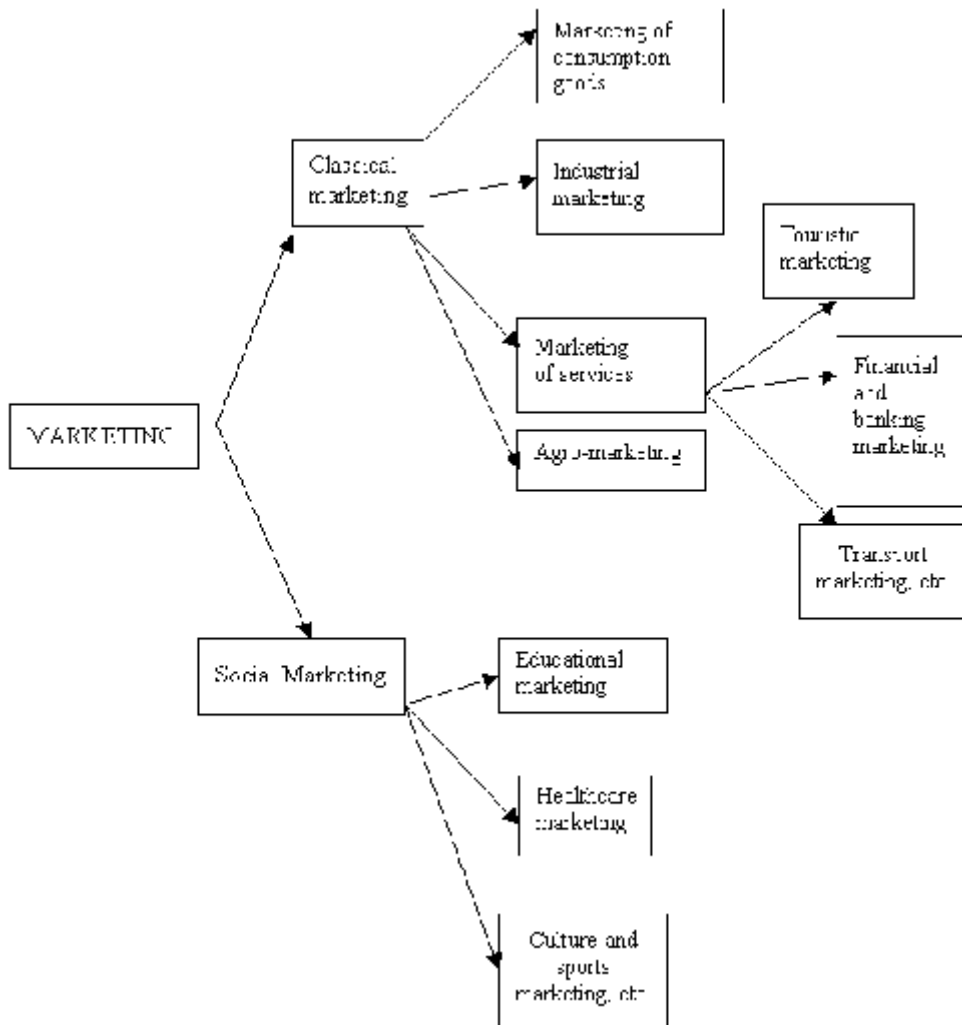 Marketing of
consumption
goods
Classical
marketing
Industrial
marketing
Touristic
marketing
Marketing
of services
Financial
and
banking
marketing
MARKETING
Agro-marketing
Transport
marketing, etc
Social Marketing
Educational
marketing
Healthcare
marketing
Culture and
sports
marketing, etc